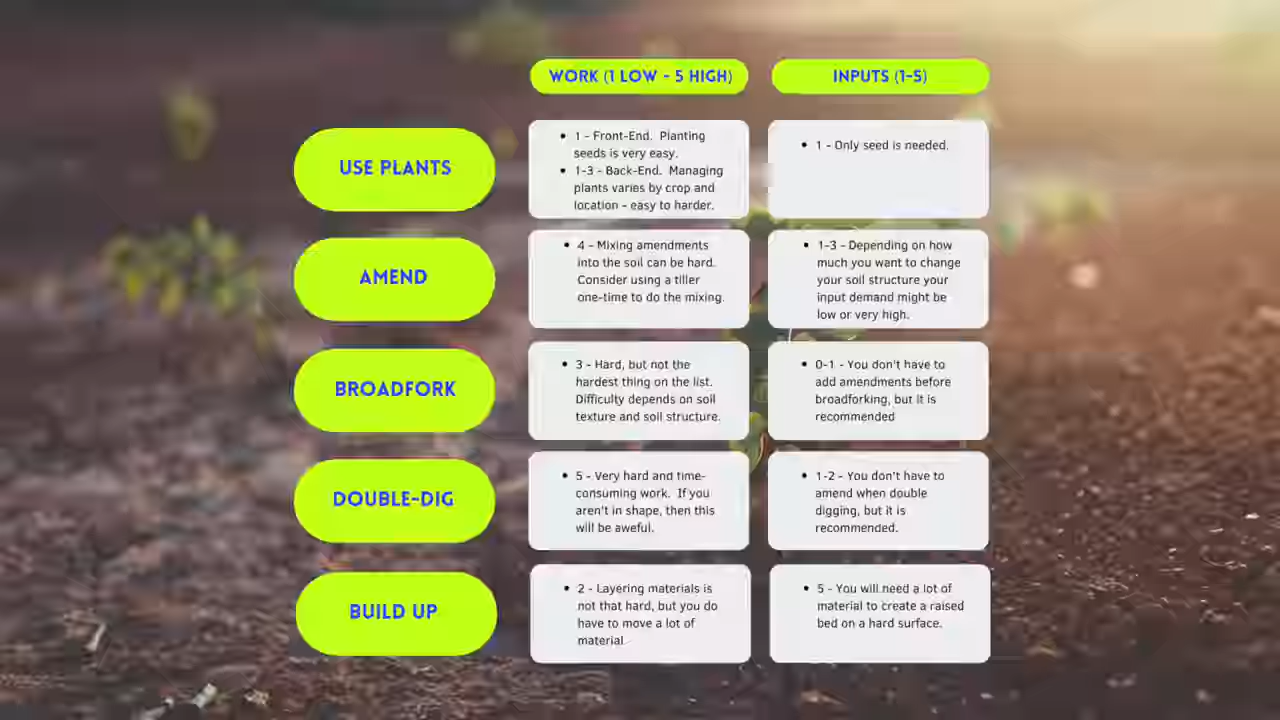 WORK (1 LOW - 5 HIGH)
INPUTS (1-5)
USE PLANTS
• 1 - Front-End. Planting
seeds is very easy.
• 1-3 - Back-End. Managing
plants varies by crop and
location - easy to harder.
• 1 - Only seed is needed.
AMEND
• 4 - Mixing amendments
into the soil can be hard.
Consider using a tiller
one-time to do the mixing.
• 1-3 - Depending on how
much you want to change
your soil structure your
input demand might be
low or very high.
BROADFORK
• 3 - Hard, but not the
hardest thing on the list.
Difficulty depends on soil
texture and soil structure.
• 0-1 - You don't have to
add amendments before
broadforking, but it is
recommended
DOUBLE-DIG
• 5 - Very hard and time-
consuming work. If you
aren't in shape, then this
will be aweful.
• 1-2 - You don't have to
amend when double
digging, but it is
recommended.
BUILD UP
• 2 - Layering materials is
not that hard, but you do
have to move a lot of
material.
• 5 - You will need a lot of
material to create a raised
bed on a hard surface.